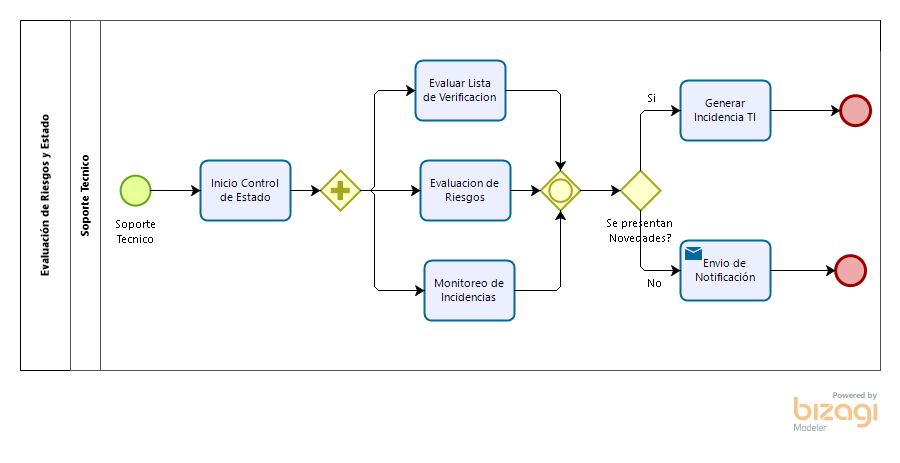 Evaluación de Riesgos y Estado
Soporte Tecnico
Soporte
Tecnico
Inicio Control
de Estado
Evaluar Lista
de Verificacion
Evaluacion de
Riesgos
Monitoreo de
Incidencias
Se presentan
Novedades?
Si
No
Generar
Incidencia TI
Envio de
Notificación
Powered by
bizagi
Modeler